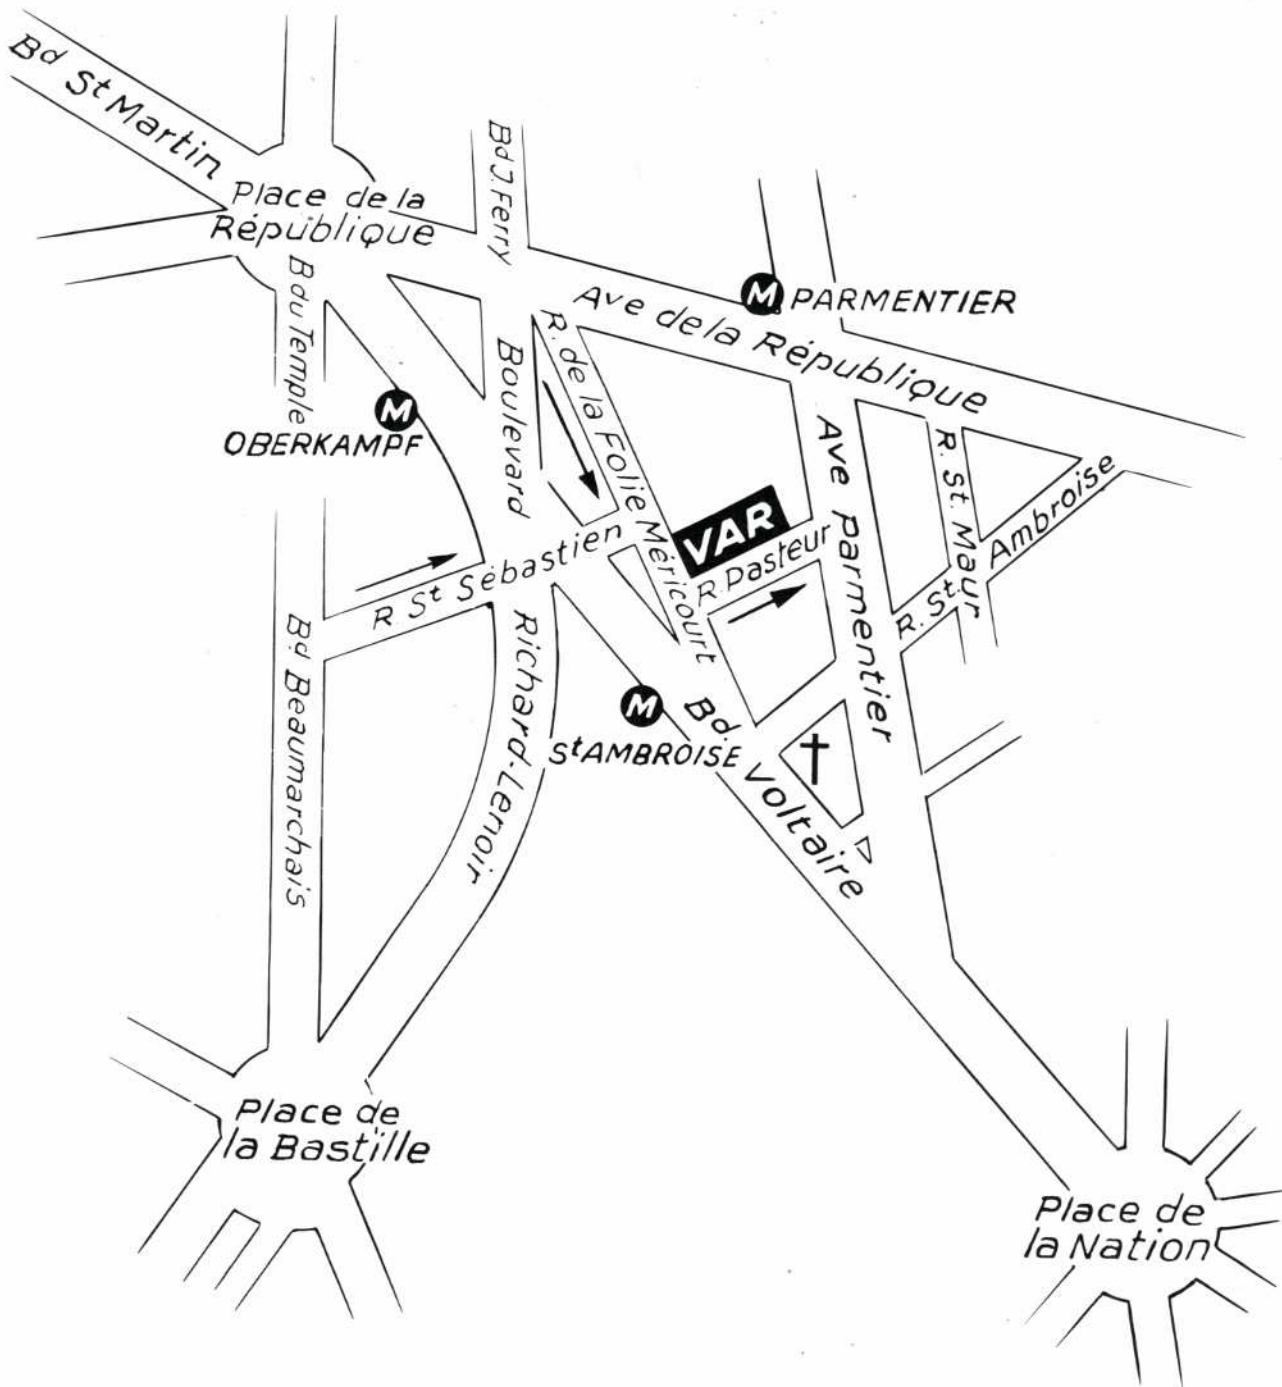 Bd St Martin
Place de la
République
Bd J. Ferry
B du Temple
M PARMENTIER
Ave de la République
R. de la Folie Méricourt
M
OBERKAMPF
Boulevard
Richard-Lenoir
Ave Parmentier
R. St. Maur
R. St. Ambroise
VAR
R. Pasteur
R. St Sébastien
Bd. Beaumarchais
M
St AMBROISE
Bd. Voltaire
Place de
la Bastille
Place de
la Nation